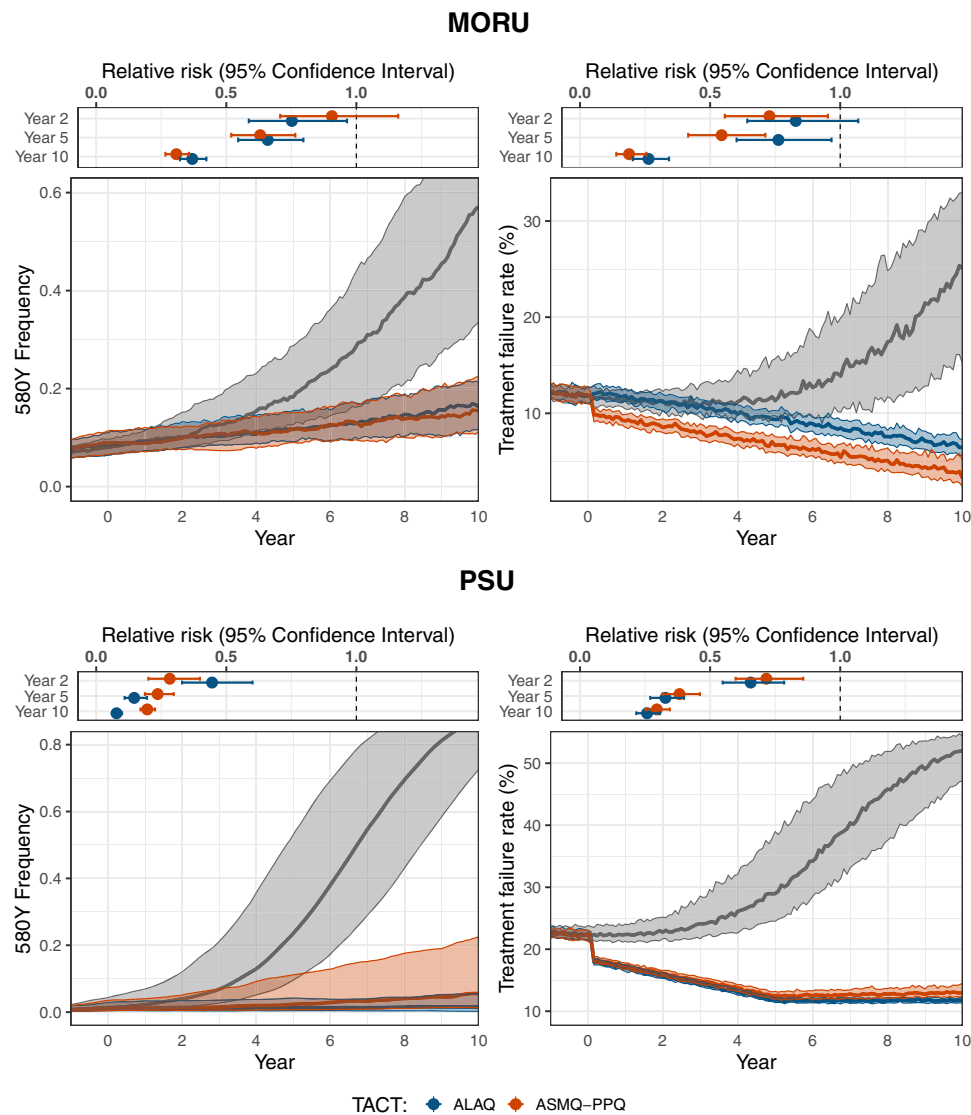 MORU
Relative risk (95% Confidence Interval)
0.0 0.5 1.0
Year 2
Year 5
Year 10
0.6
0.4
0.2
0.0
580Y Frequency
0 2 4 6 8 10
Year
Relative risk (95% Confidence Interval)
0.0 0.5 1.0
Year 2
Year 5
Year 10
30
20
10
Treatment failure rate (%)
0 2 4 6 8 10
Year
PSU
Relative risk (95% Confidence Interval)
0.0 0.5 1.0
Year 2
Year 5
Year 10
0.8
0.6
0.4
0.2
0.0
580Y Frequency
0 2 4 6 8 10
Year
Relative risk (95% Confidence Interval)
0.0 0.5 1.0
Year 2
Year 5
Year 10
50
40
30
20
10
Treatment failure rate (%)
0 2 4 6 8 10
Year
TACT: ALAQ ASMQ−PPQ